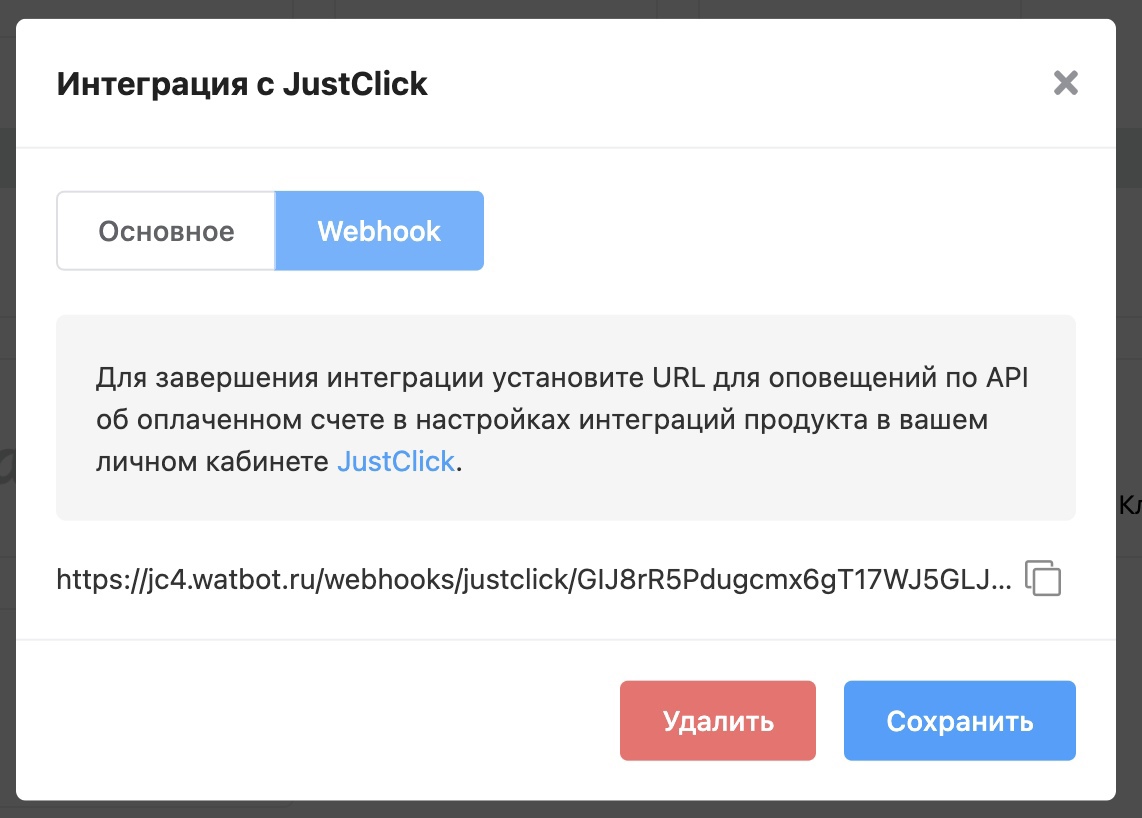 Интеграция с JustClick
Основное
Webhook
Для завершения интеграции установите URL для оповещений по API
об оплаченном счете в настройках интеграций продукта в вашем
личном кабинете JustClick.
https://jc4.watbot.ru/webhooks/justclick/GIJ8rR5Pdugcmx6gT17WJ5GLJ...
Кл
Удалить
Сохранить